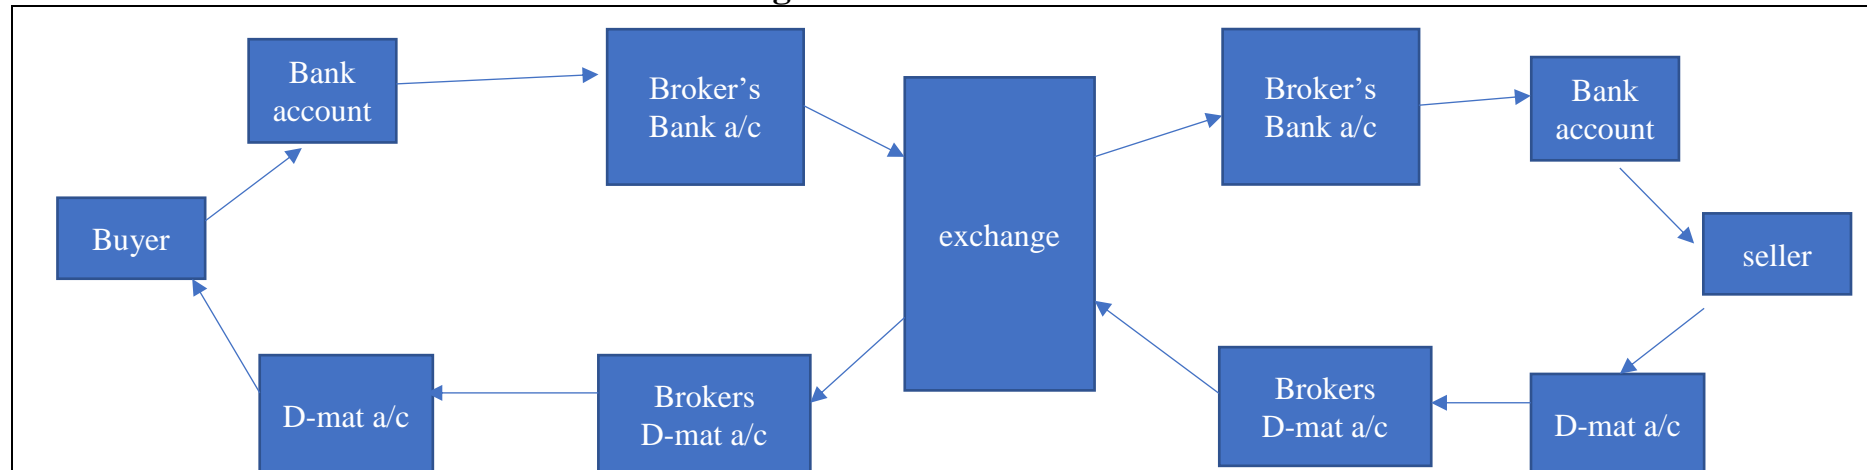 Bank
account
Broker’s
Bank a/c
exchange
Broker’s
Bank a/c
Bank
account
Buyer
seller
D-mat a/c
Brokers
D-mat a/c
Brokers
D-mat a/c
D-mat a/c